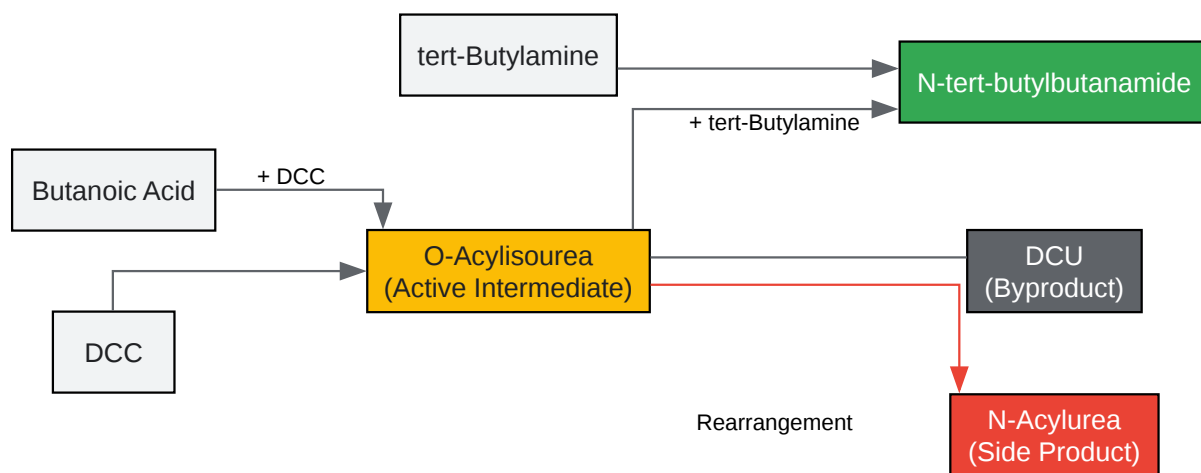 tert-Butylamine
N-tert-butylbutanamide
+ tert-Butylamine
Butanoic Acid
+ DCC
O-Acylisourea
(Active Intermediate)
DCU
(Byproduct)
DCC
Rearrangement
N-Acylurea
(Side Product)